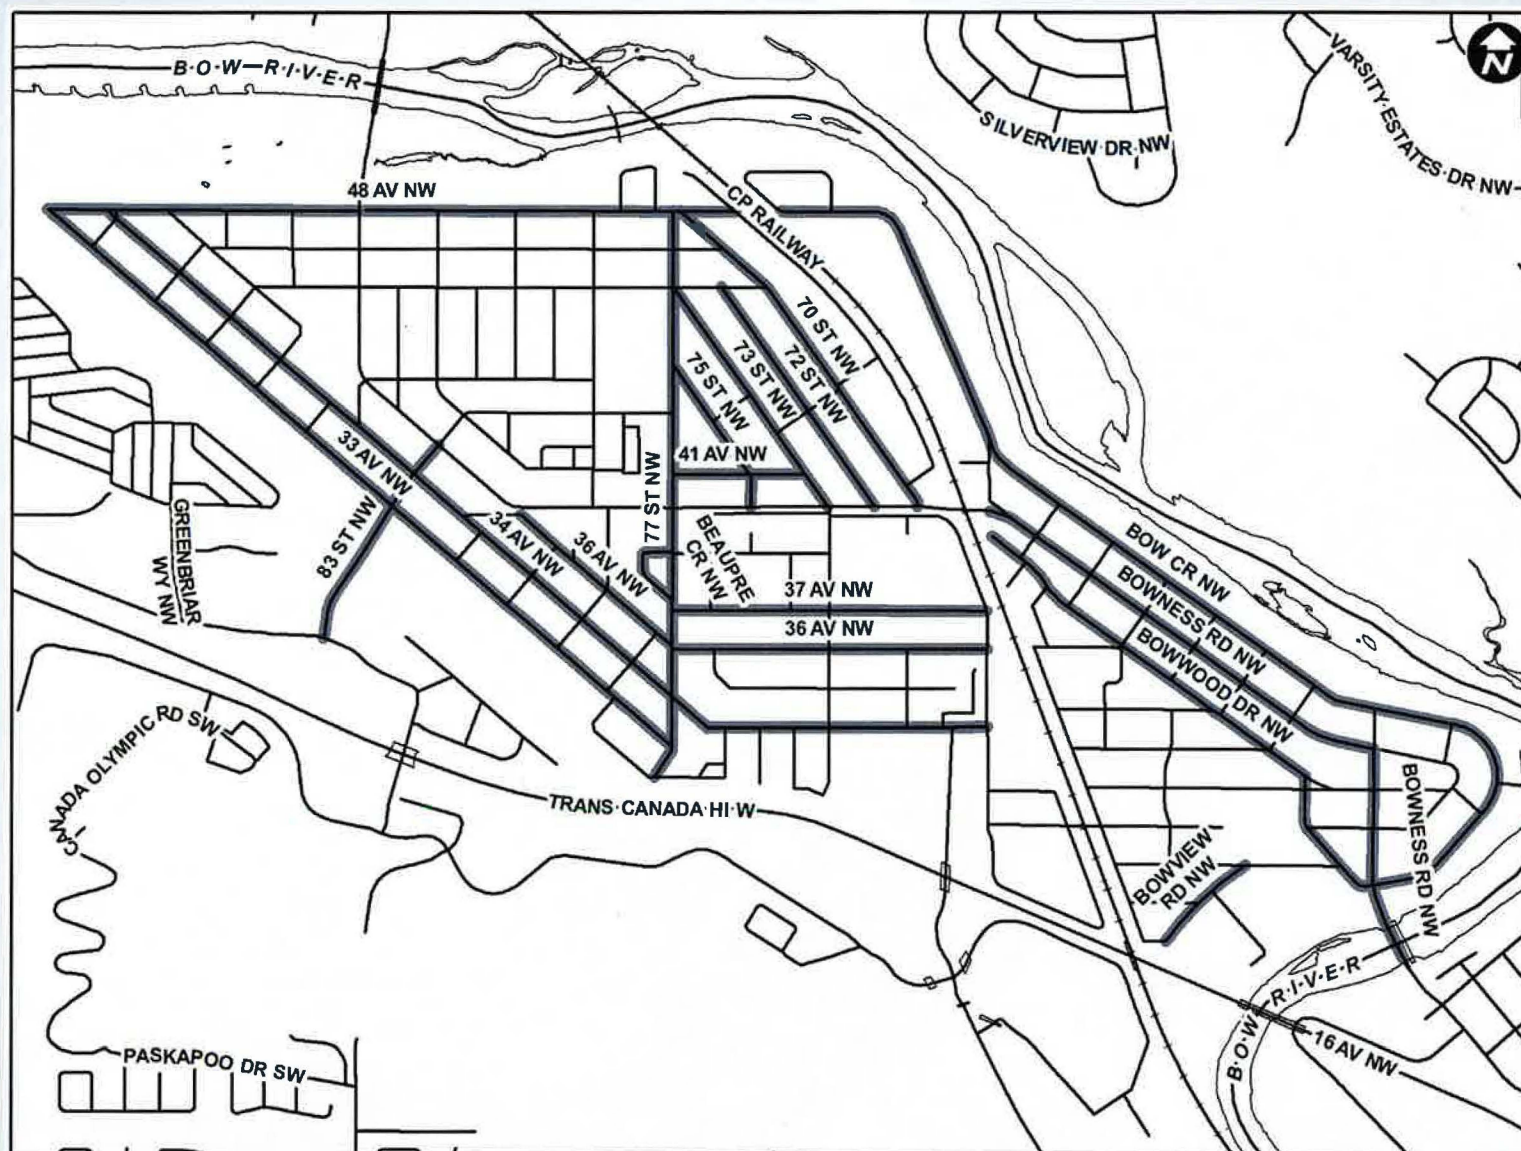 N
B·O·W—R·I·V·E·R
VARSITY·ESTATES·DR NW
SILVERVIEW DR·NW
48 AV NW
CP RAILWAY
70 ST NW
72 ST NW
73 ST NW
75 ST NW
41 AV NW
77 ST NW
33 AV NW
34 AV NW
36 AV NW
83 ST NW
GREENBRIAR
WY NW
BEAUPRE
CR NW
37 AV NW
36 AV NW
BOW CR NW
BOWNESS RD NW
BOWWOOD DR NW
CANADA OLYMPIC RD SW
TRANS·CANADA·HI W
BOWVIEW
RD NW
BOWNESS RD NW
B·O·W R·I·V·E·R
16 AV NW
PASKAPOO DR SW